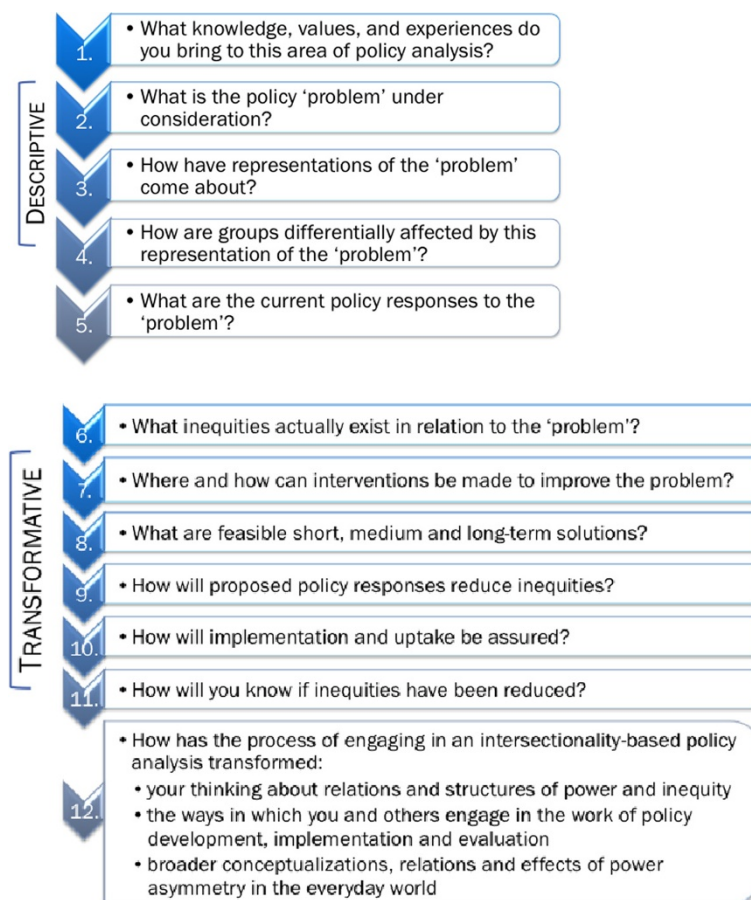 DESCRIPTIVE
1.
• What knowledge, values, and experiences do
you bring to this area of policy analysis?
2.
• What is the policy ‘problem’ under
consideration?
3.
• How have representations of the ‘problem’
come about?
4.
• How are groups differentially affected by this
representation of the ‘problem’?
5.
• What are the current policy responses to the
‘problem’?
TRANSFORMATIVE
6.
• What inequities actually exist in relation to the ‘problem’?
7.
• Where and how can interventions be made to improve the problem?
8.
• What are feasible short, medium and long-term solutions?
9.
• How will proposed policy responses reduce inequities?
10.
• How will implementation and uptake be assured?
11.
• How will you know if inequities have been reduced?
12.
• How has the process of engaging in an intersectionality-based policy
analysis transformed:
• your thinking about relations and structures of power and inequity
• the ways in which you and others engage in the work of policy
development, implementation and evaluation
• broader conceptualizations, relations and effects of power
asymmetry in the everyday world